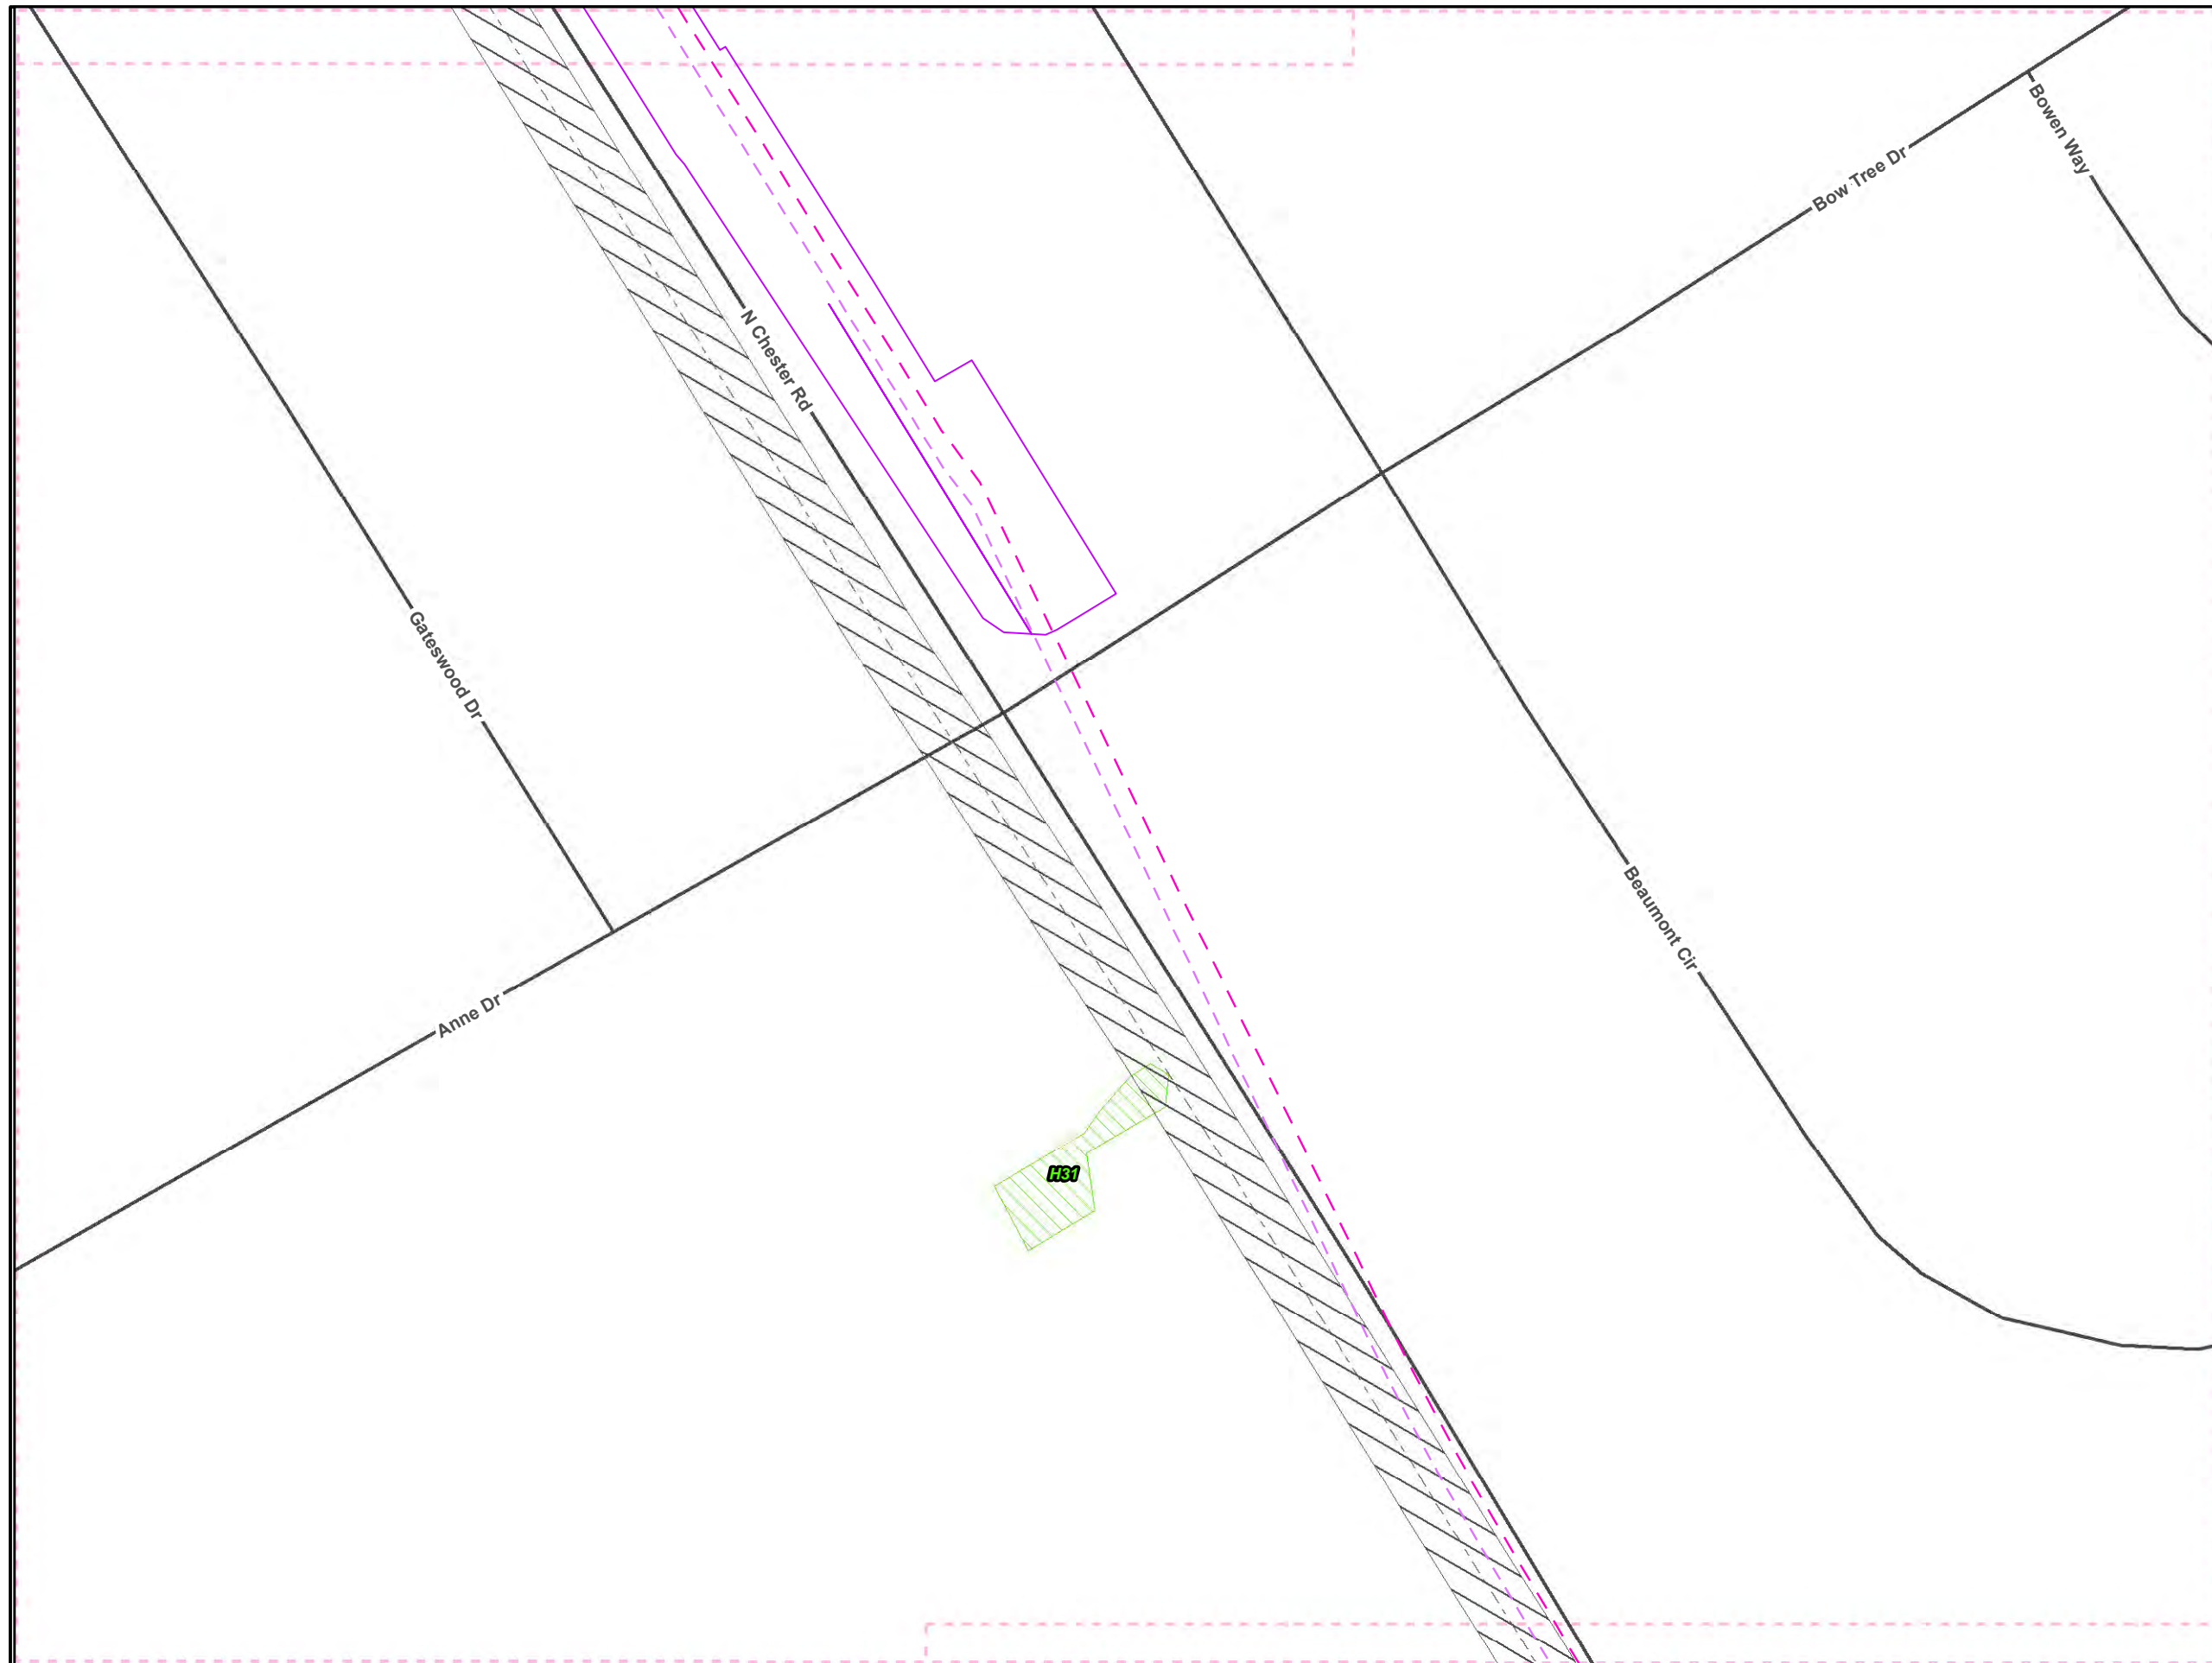 Bowen Way
Bow Tree Dr
N Chester Rd
Gateswood Dr
Beaumont Cir
Anne Dr
H31